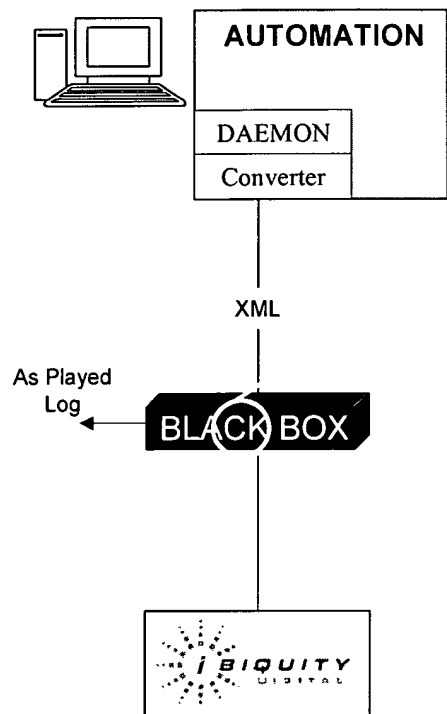 AUTOMATION
DAEMON
Converter
XML
As Played
Log
BLACK BOX
iBIQUITY
DIGITAL